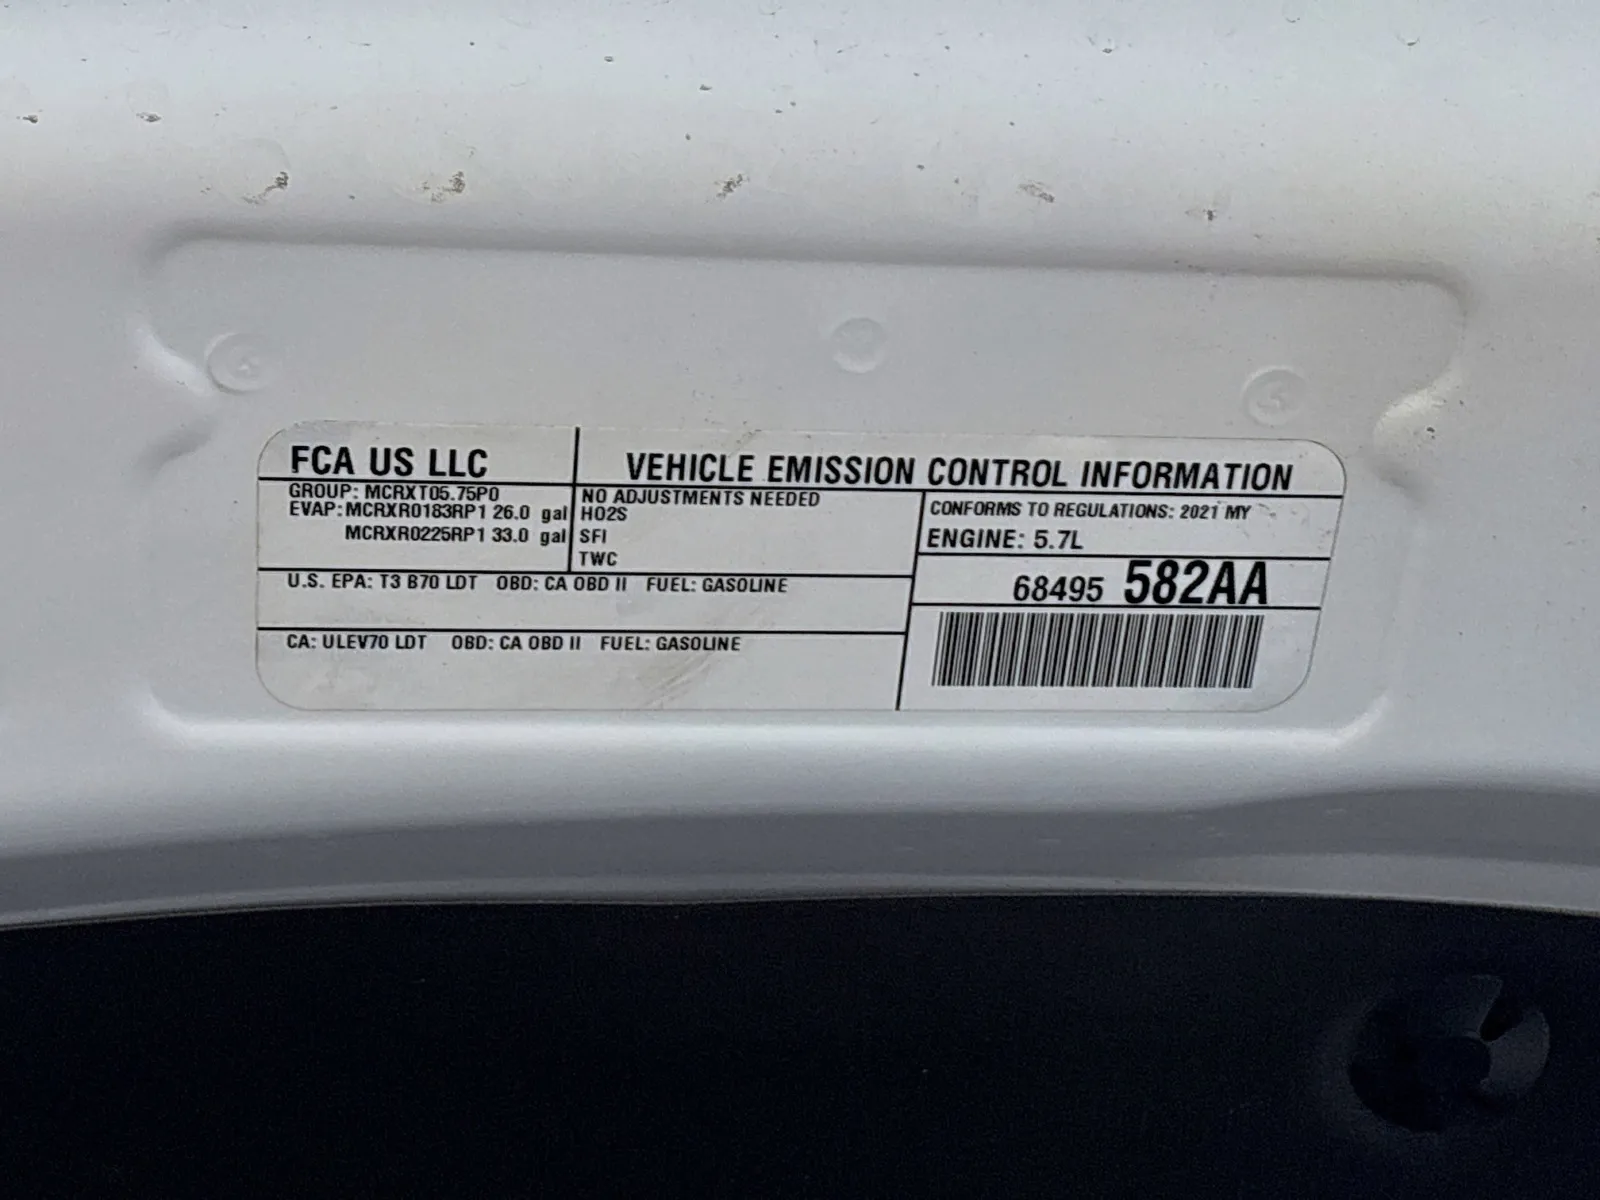 FCA US LLC
VEHICLE EMISSION CONTROL INFORMATION
GROUP: MCRXT05.75P0
EVAP: MCRXR0183RP1 26.0 gal
MCRXR0225RP1 33.0 gal
NO ADJUSTMENTS NEEDED
HO2S
SFI
TWC
CONFORMS TO REGULATIONS: 2021 MY
ENGINE: 5.7L
68495 582AA
U.S. EPA: T3 B70 LDT OBD: CA OBD II FUEL: GASOLINE
CA: ULEV70 LDT OBD: CA OBD II FUEL: GASOLINE